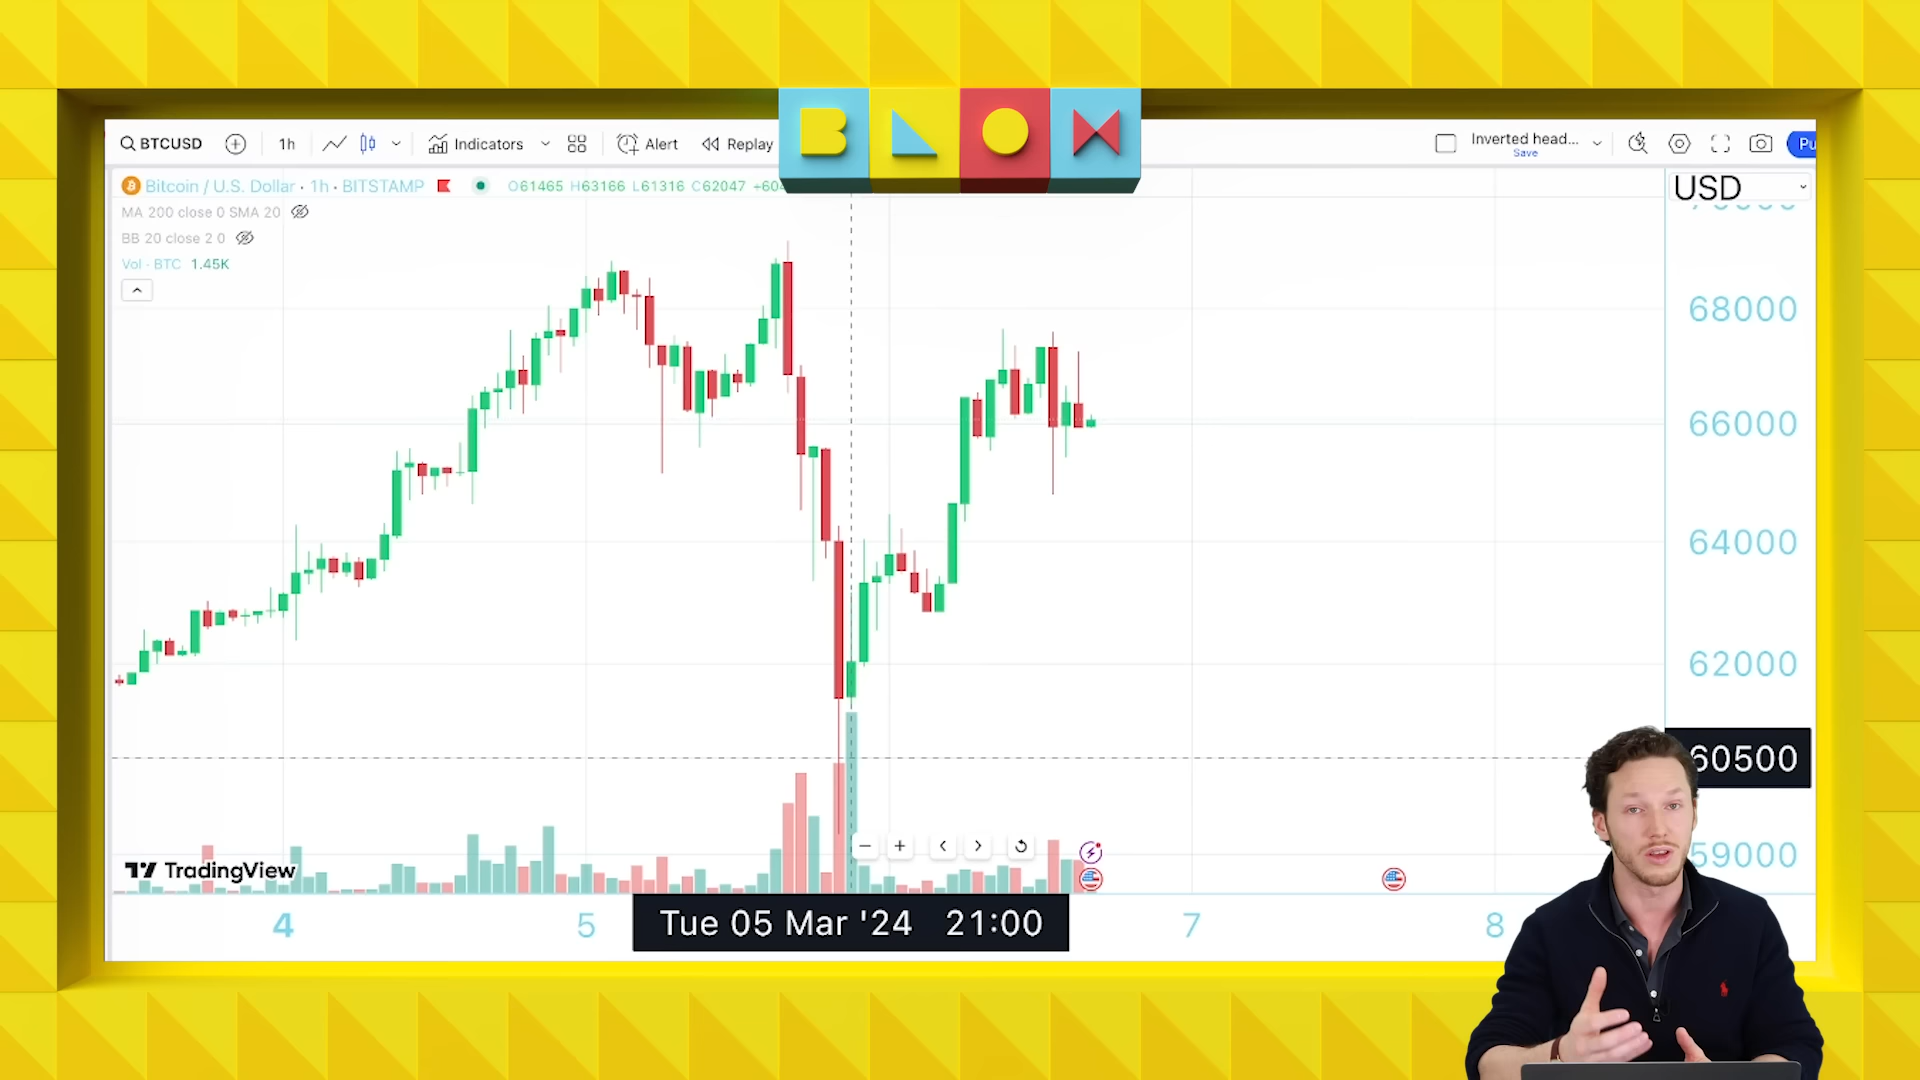 BLOX
BTCUSD 1h Indicators Alert Replay Inverted head... Pu
Save
Bitcoin / U.S. Dollar · 1h · BITSTAMP O61465 H63166 L61316 C62047
USD
MA 200 close 0 SMA 20
BB 20 close 2 0
Vol · BTC 1.45K
68000
66000
64000
62000
60500
59000
TradingView
4 5 Tue 05 Mar '24 21:00 7 8